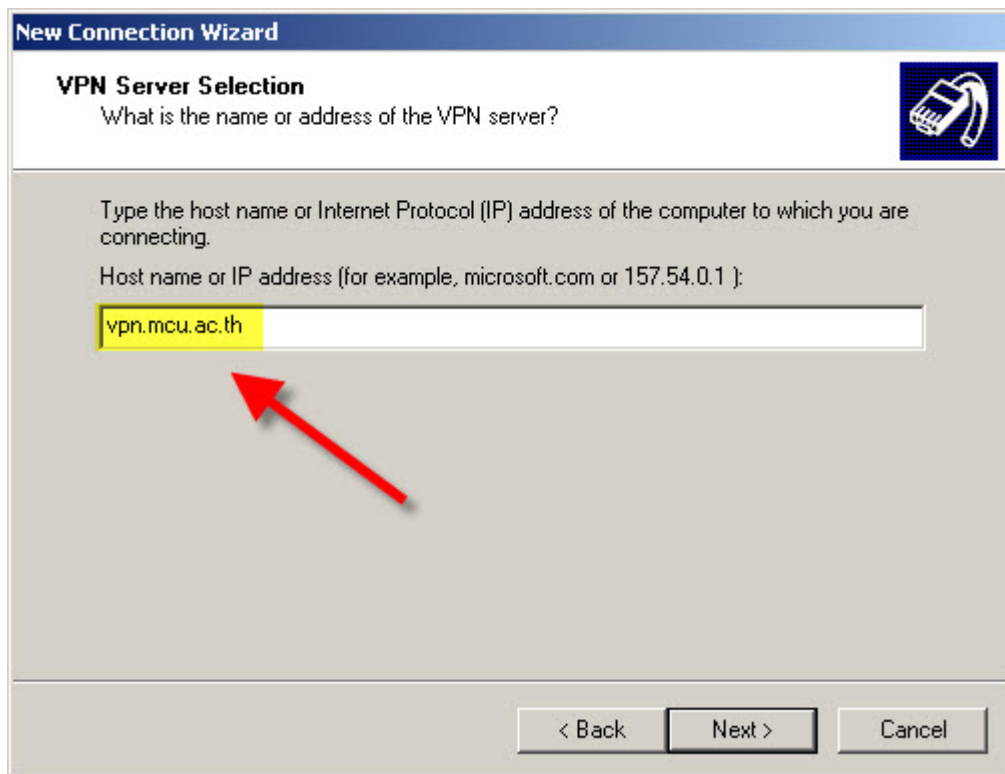 New Connection Wizard
VPN Server Selection
What is the name or address of the VPN server?
Type the host name or Internet Protocol (IP) address of the computer to which you are
connecting.
Host name or IP address (for example, microsoft.com or 157.54.0.1 ):
vpn.mcu.ac.th
< Back Next > Cancel